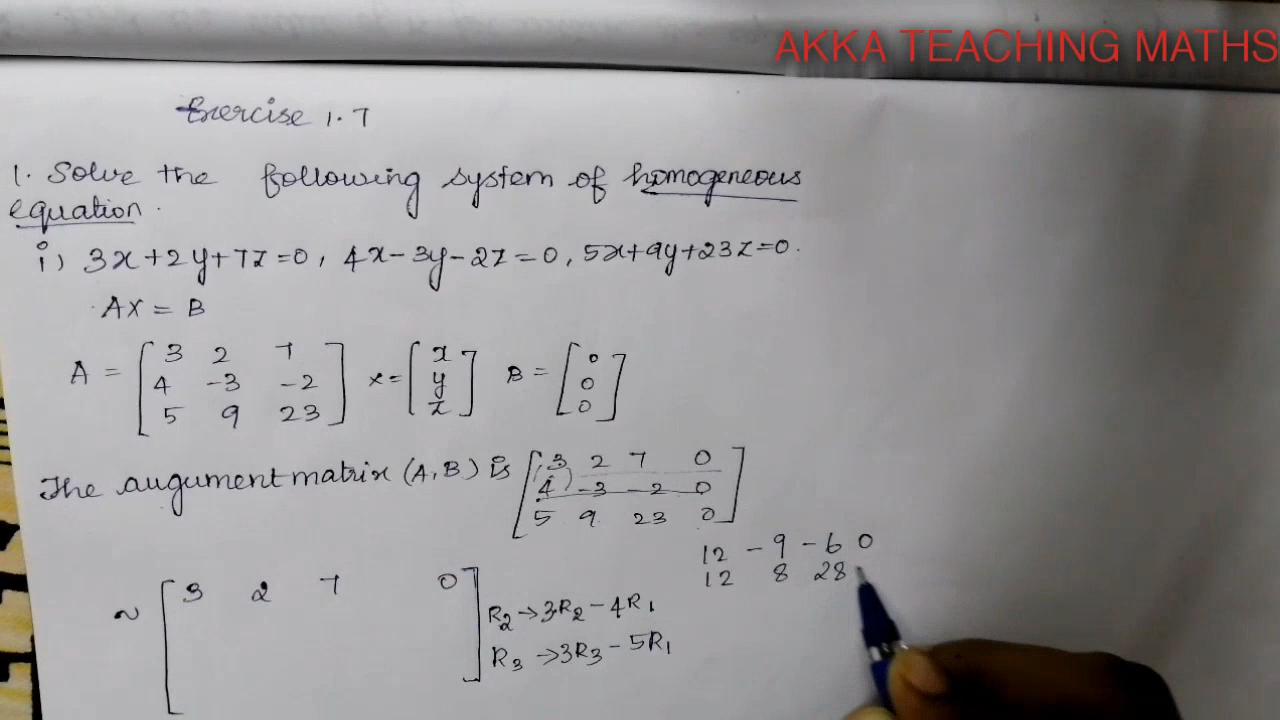 AKKA TEACHING MATHS
Exercise 1.7
1. Solve the following system of homogeneous
equation.
i) 3x+2y+7z=0, 4x-3y-2z=0, 5x+9y+23z=0.
AX = B
A = [ 3 2 7 ] X = [ x ] B = [ 0 ]
4 -3 -2 y 0
5 9 23 z 0
The augument matrix (A,B) is [ 3 2 7 0 ]
4 -3 -2 0
5 9 23 0
12 -9 -6 0
12 8 28
~ [ 3 2 7 0 ]
R2→3R2-4R1
R3→3R3-5R1